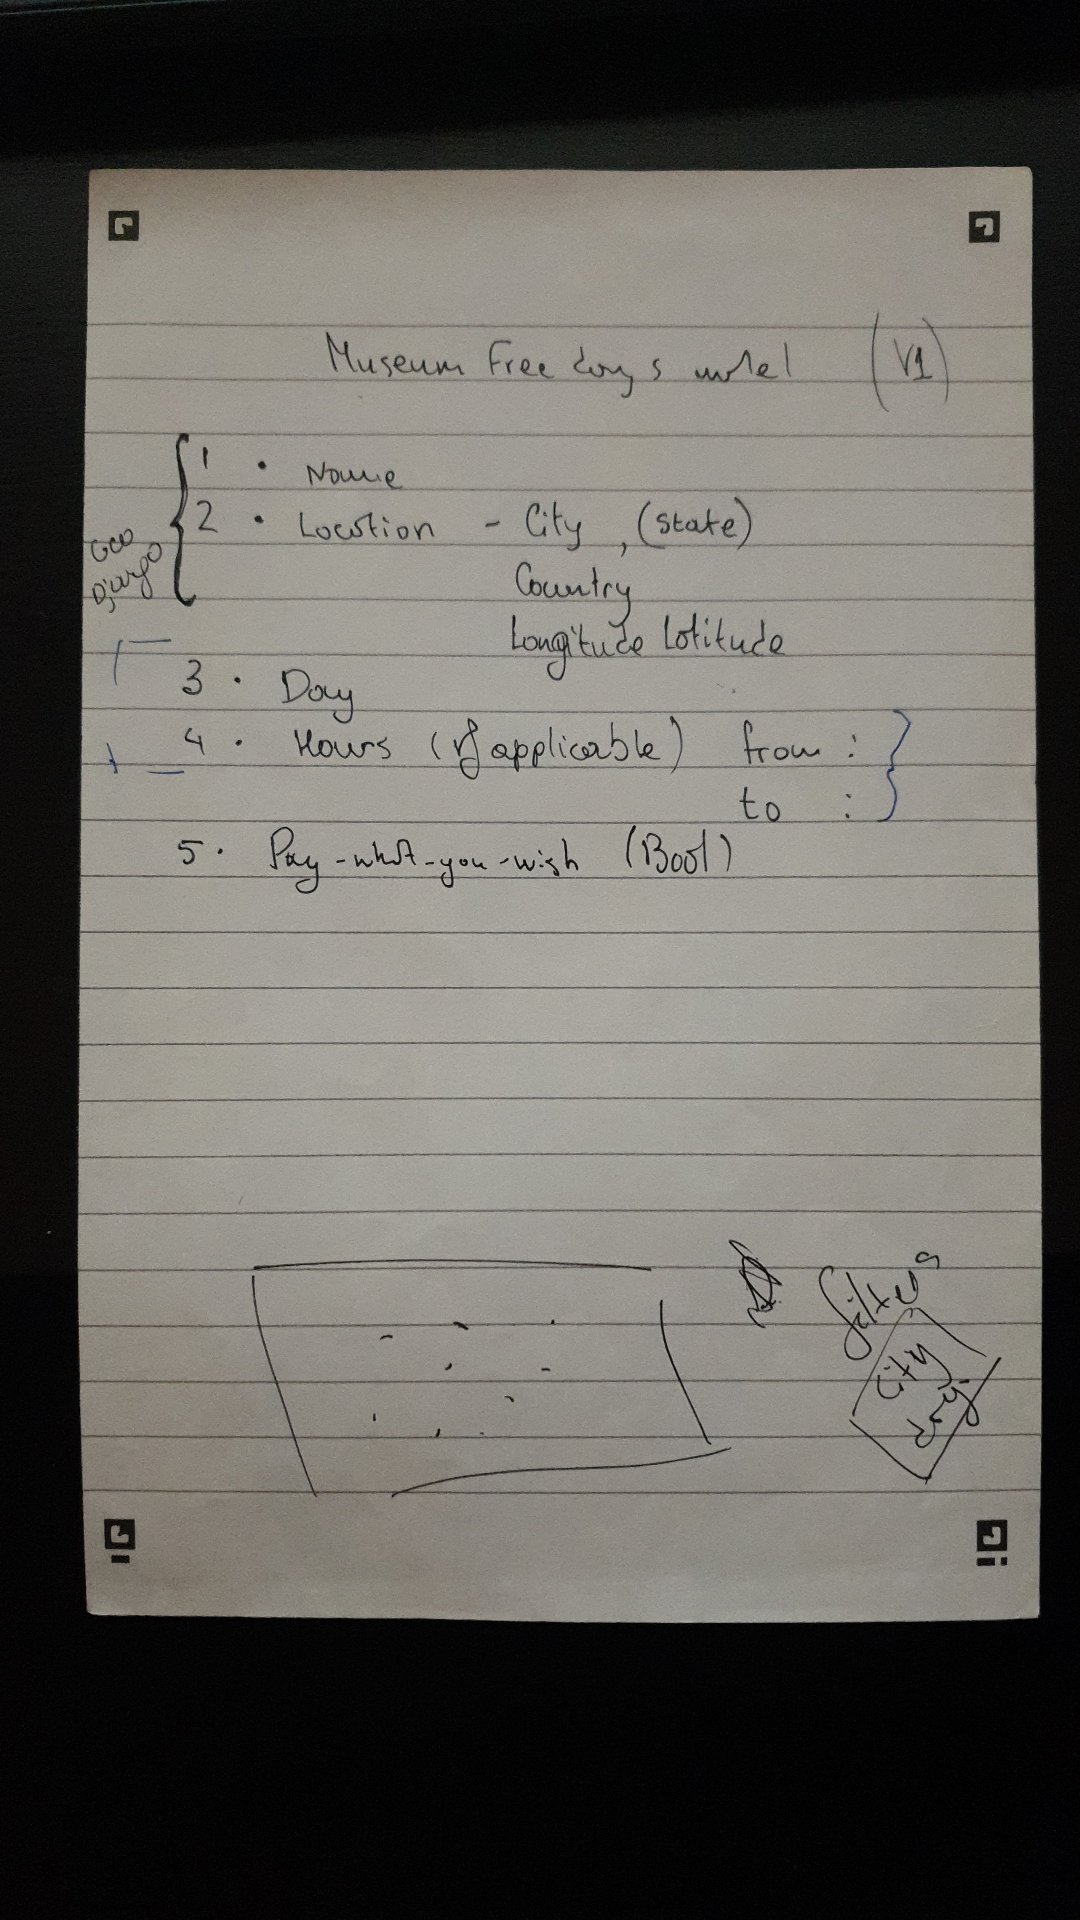 Museum Free days model (V1)
1 • Name
2 • Location - City, (state)
Geo
Django
Country
Longitude Latitude
3 • Day
4 • Hours (if applicable) from :
to :
5 • Pay-what-you-wish (Bool)
filters
City
Day